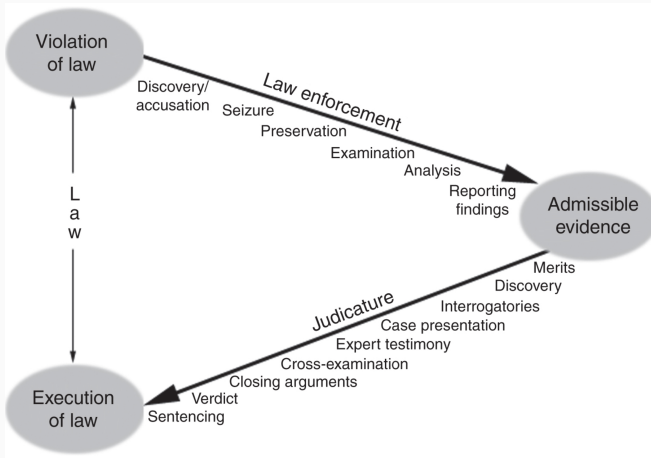 Violation
of law
Law enforcement
Discovery/
accusation
Seizure
Preservation
Examination
Analysis
Reporting
findings
Admissible
evidence
Law
Judicature
Merits
Discovery
Interrogatories
Case presentation
Expert testimony
Cross-examination
Closing arguments
Verdict
Sentencing
Execution
of law